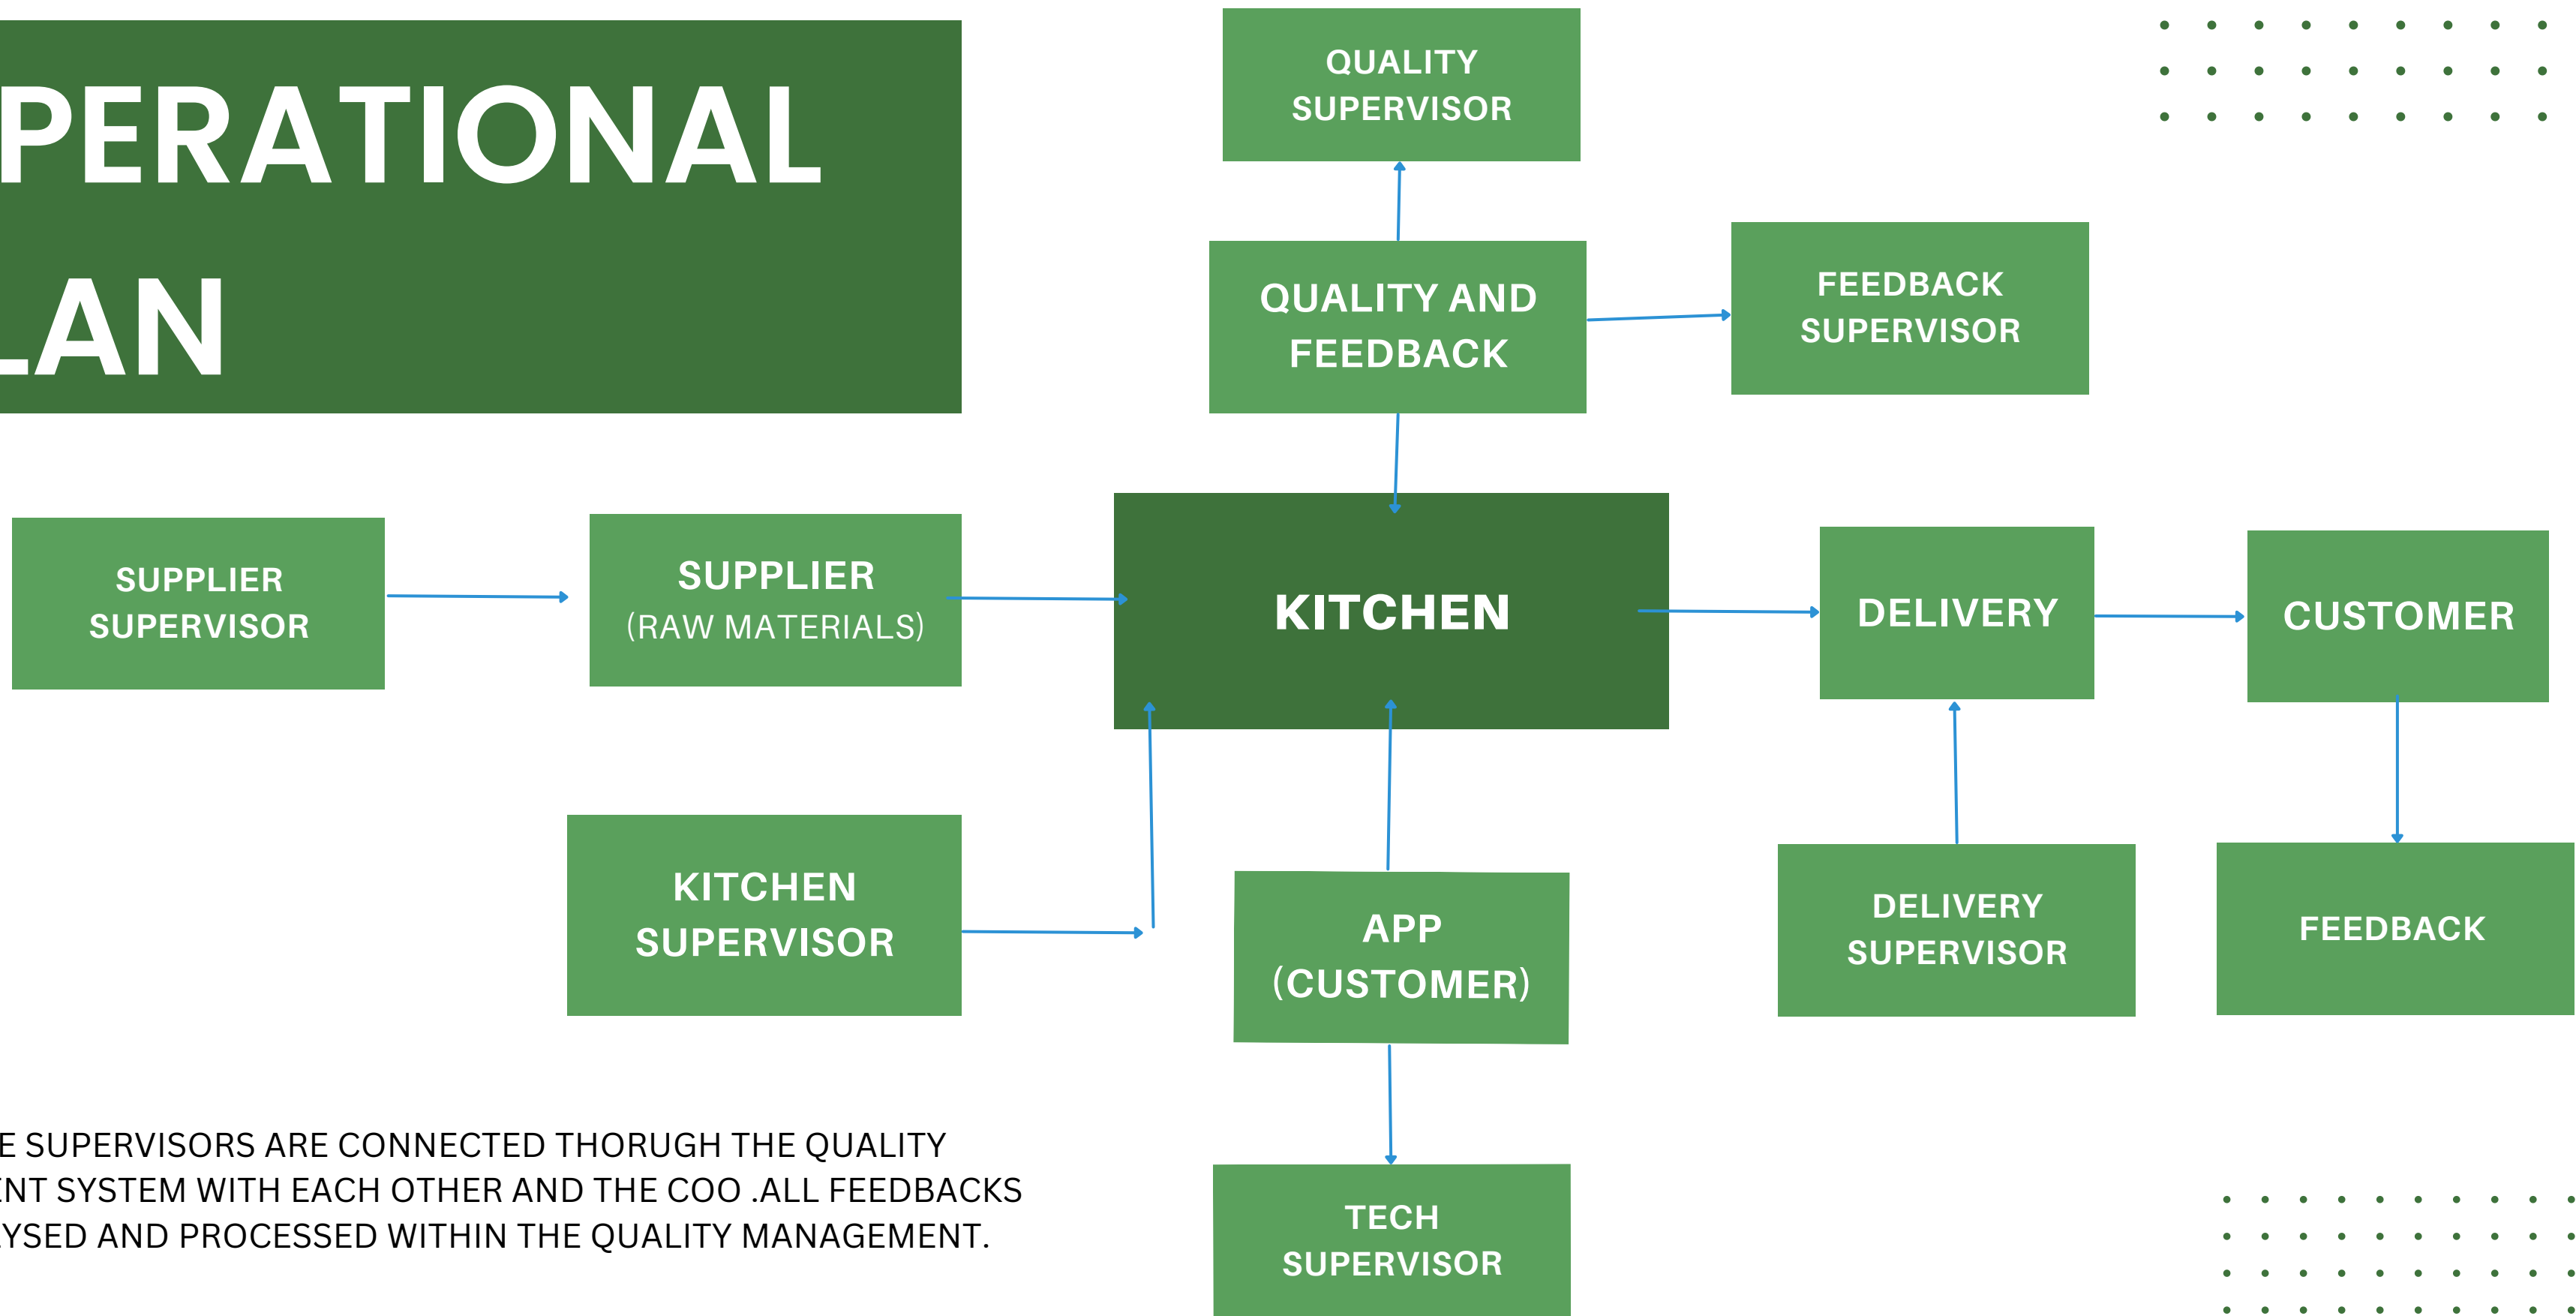 PERATIONAL
LAN
QUALITY
SUPERVISOR
QUALITY AND
FEEDBACK
FEEDBACK
SUPERVISOR
SUPPLIER
SUPERVISOR
SUPPLIER
(RAW MATERIALS)
KITCHEN
DELIVERY
CUSTOMER
KITCHEN
SUPERVISOR
APP
(CUSTOMER)
DELIVERY
SUPERVISOR
FEEDBACK
E SUPERVISORS ARE CONNECTED THORUGH THE QUALITY
ENT SYSTEM WITH EACH OTHER AND THE COO .ALL FEEDBACKS
YSED AND PROCESSED WITHIN THE QUALITY MANAGEMENT.
TECH
SUPERVISOR